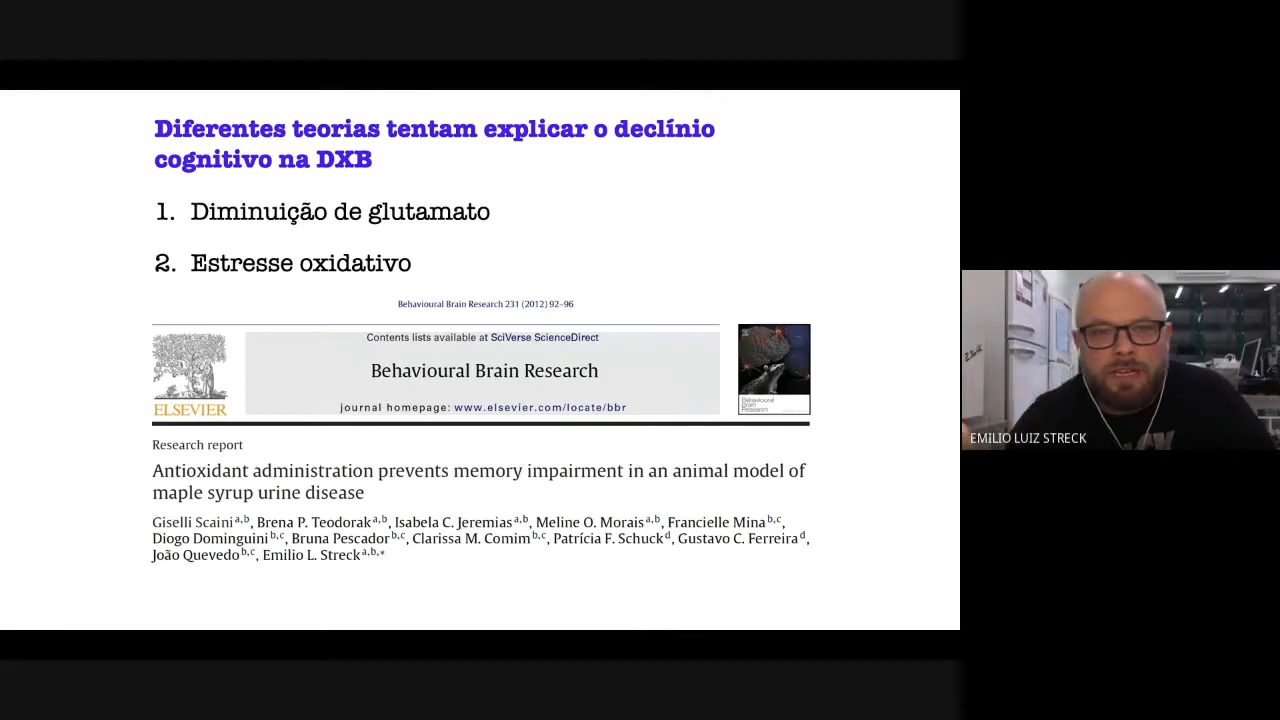 Diferentes teorias tentam explicar o declínio
cognitivo na DXB
1. Diminuição de glutamato
2. Estresse oxidativo
Behavioural Brain Research 231 (2012) 92–96
Contents lists available at SciVerse ScienceDirect
Behavioural Brain Research
journal homepage: www.elsevier.com/locate/bbr
ELSEVIER
Behavioural
Brain
Research
Research report
Antioxidant administration prevents memory impairment in an animal model of
maple syrup urine disease
Giselli Scaini a,b, Brena P. Teodorak a,b, Isabela C. Jeremias a,b, Meline O. Morais a,b, Francielle Mina b,c,
Diogo Dominguini b,c, Bruna Pescador b,c, Clarissa M. Comim b,c, Patrícia F. Schuck d, Gustavo C. Ferreira d,
João Quevedo b,c, Emilio L. Streck a,b,*
EMILIO LUIZ STRECK